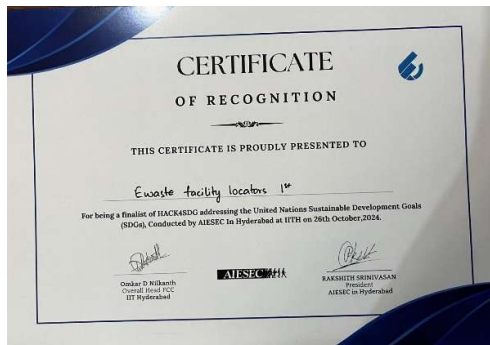 CERTIFICATE
OF RECOGNITION
THIS CERTIFICATE IS PROUDLY PRESENTED TO
Ewaste facility locators 1st
For being a finalist of HACK4SDG addressing the United Nations Sustainable Development Goals
(SDGs), Conducted by AIESEC In Hyderabad at IITH on 26th October,2024.
Omkar D Nilkanth
Overall Head FCC
IIT Hyderabad
AIESEC
RAKSHITH SRINIVASAN
President
AIESEC in Hyderabad